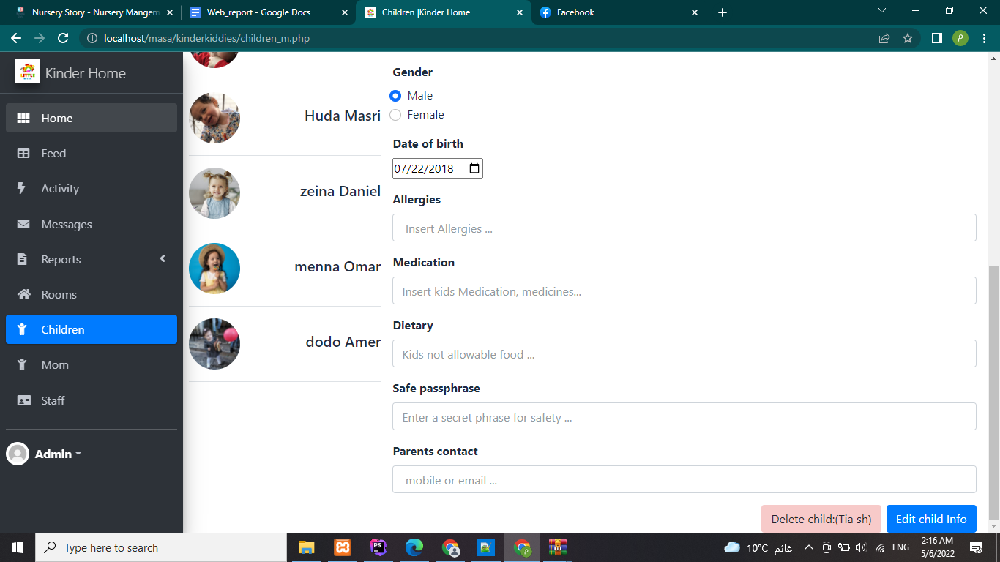 Nursery Story - Nursery Mangem
Web_report - Google Docs
Children |Kinder Home
Facebook
localhost/masa/kinderkiddies/children_m.php
P
Kinder Home
Home
Feed
Activity
Messages
Reports
Rooms
Children
Mom
Staff
Admin
Huda Masri
zeina Daniel
menna Omar
dodo Amer
Gender
Male
Female
Date of birth
07/22/2018
Allergies
Insert Allergies ...
Medication
Insert kids Medication, medicines...
Dietary
Kids not allowable food ...
Safe passphrase
Enter a secret phrase for safety ...
Parents contact
mobile or email ...
Delete child:(Tia sh)
Edit child Info
Type here to search
PS
P
10°C غائم
ENG
2:16 AM
5/6/2022